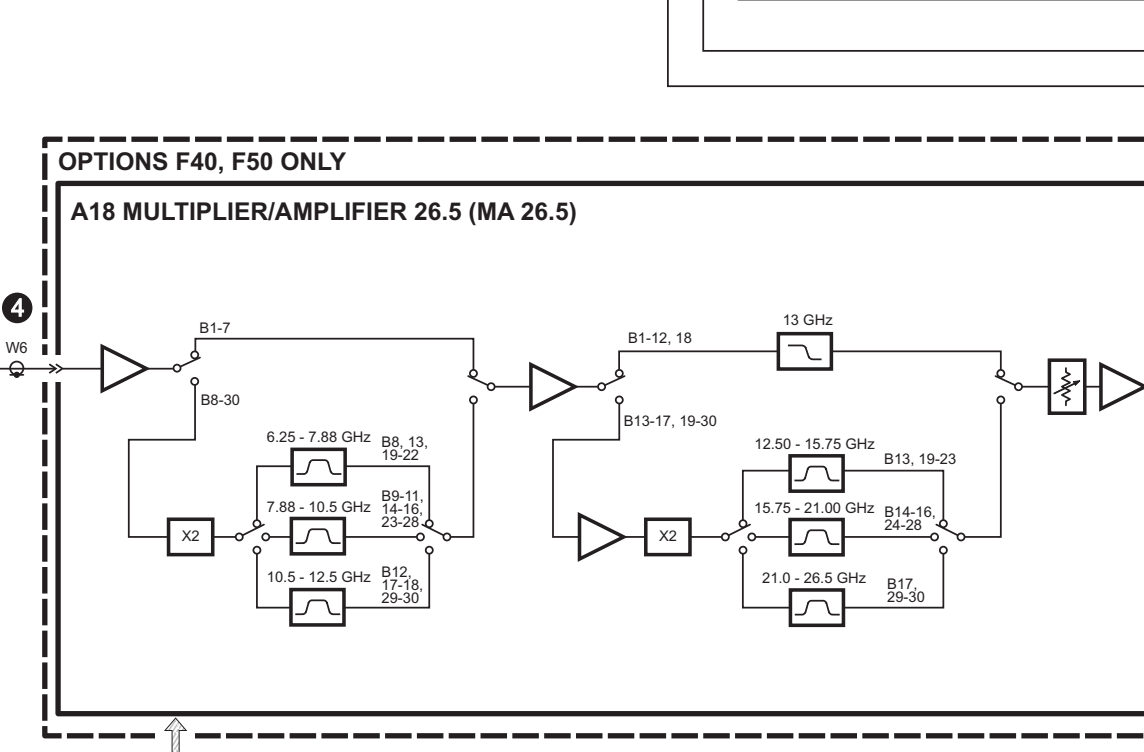 OPTIONS F40, F50 ONLY
A18 MULTIPLIER/AMPLIFIER 26.5 (MA 26.5)
4
W6
B1-7
B8-30
X2
6.25 - 7.88 GHz
B8, 13,
19-22
7.88 - 10.5 GHz
B9-11,
14-16,
23-28
10.5 - 12.5 GHz
B12,
17-18,
29-30
B1-12, 18
13 GHz
B13-17, 19-30
X2
12.50 - 15.75 GHz
B13, 19-23
15.75 - 21.00 GHz
B14-16,
24-28
21.0 - 26.5 GHz
B17,
29-30